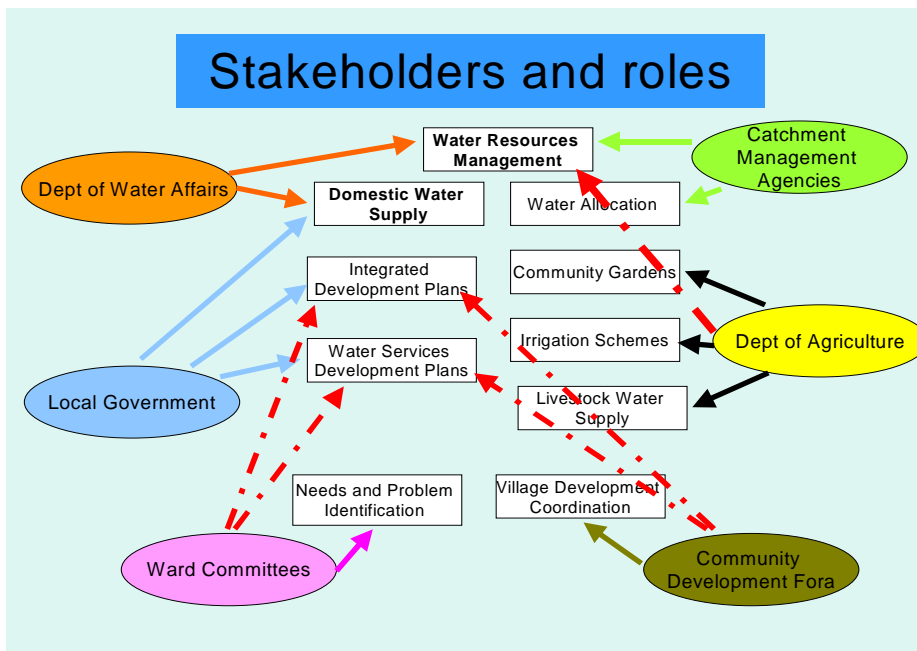 Stakeholders and roles
Water Resources
Management
Catchment
Management
Agencies
Dept of Water Affairs
Domestic Water
Supply
Water Allocation
Integrated
Development Plans
Community Gardens
Water Services
Development Plans
Irrigation Schemes
Dept of Agriculture
Local Government
Livestock Water
Supply
Needs and Problem
Identification
Village Development
Coordination
Ward Committees
Community
Development Fora